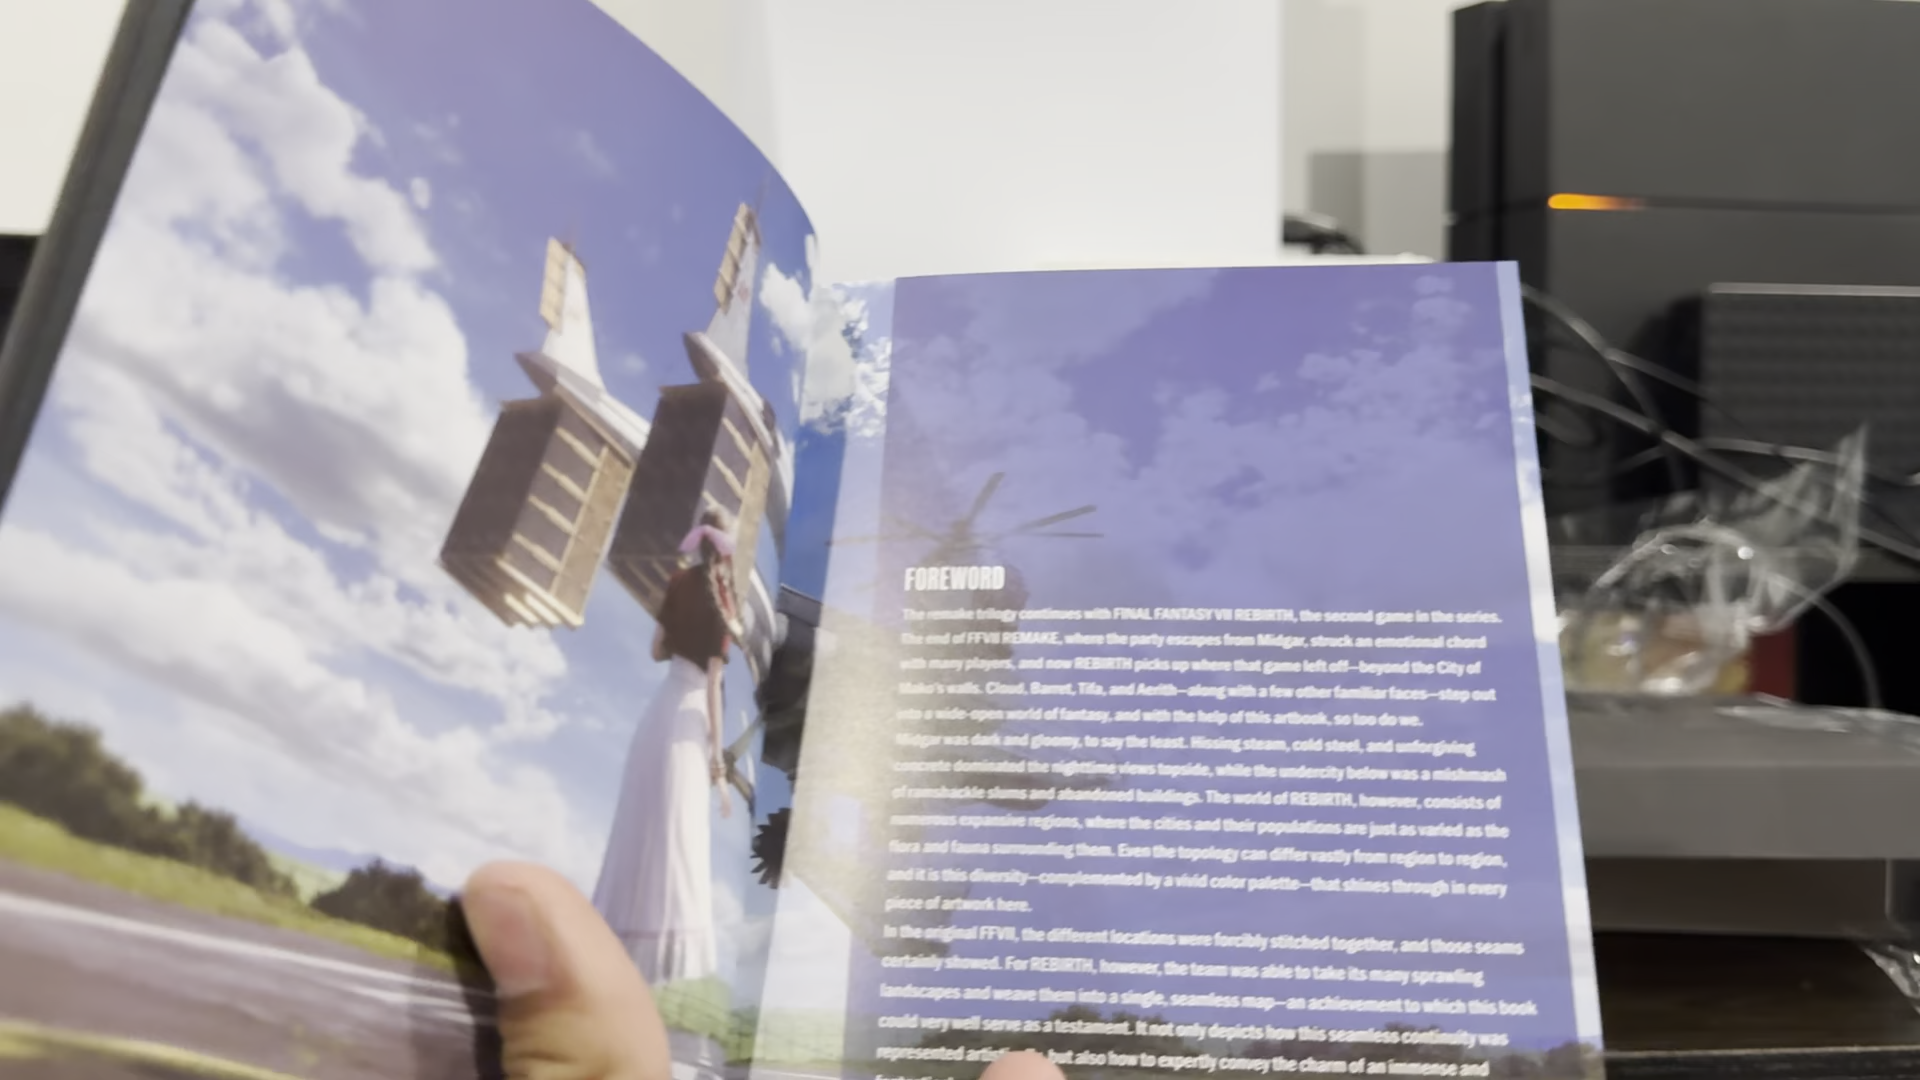 FOREWORD
The remake trilogy continues with FINAL FANTASY VII REBIRTH, the second game in the series.
The end of FFVII REMAKE, where the party escapes from Midgar, struck an emotional chord
with many players, and now REBIRTH picks up where that game left off—beyond the City of
Mako's walls. Cloud, Barret, Tifa, and Aerith—along with a few other familiar faces—step out
into a wide-open world of fantasy, and with the help of this artbook, so too do we.
Midgar was dark and gloomy, to say the least. Hissing steam, cold steel, and unforgiving
concrete dominated the nighttime views topside, while the undercity below was a mishmash
of ramshackle slums and abandoned buildings. The world of REBIRTH, however, consists of
numerous expansive regions, where the cities and their populations are just as varied as the
flora and fauna surrounding them. Even the topology can differ vastly from region to region,
and it is this diversity—complemented by a vivid color palette—that shines through in every
piece of artwork here.
In the original FFVII, the different locations were forcibly stitched together, and those seams
certainly showed. For REBIRTH, however, the team was able to take its many sprawling
landscapes and weave them into a single, seamless map—an achievement to which this book
could very well serve as a testament. It not only depicts how this seamless continuity was
represented but also how to expertly convey the charm of an immense and